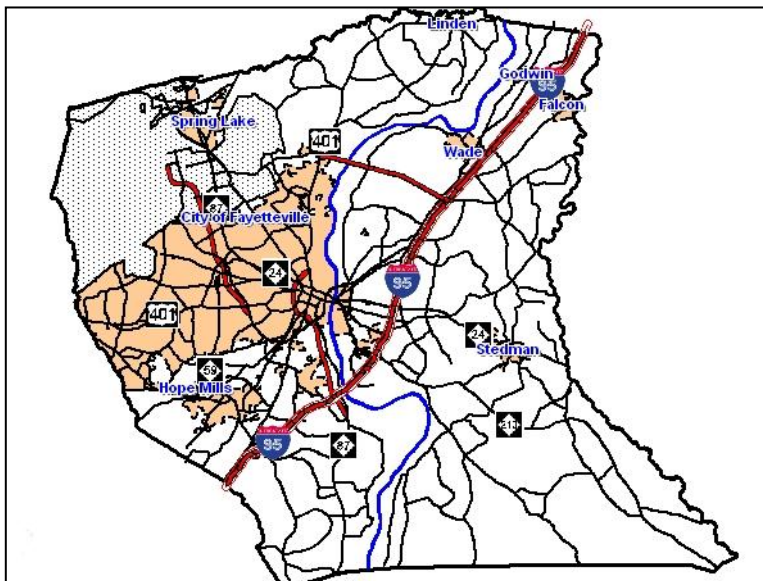 Linden
Godwin
95
Falcon
Spring Lake
401
Wade
87
City of Fayetteville
24
95
401
24
Stedman
59
Hope Mills
210
95
87